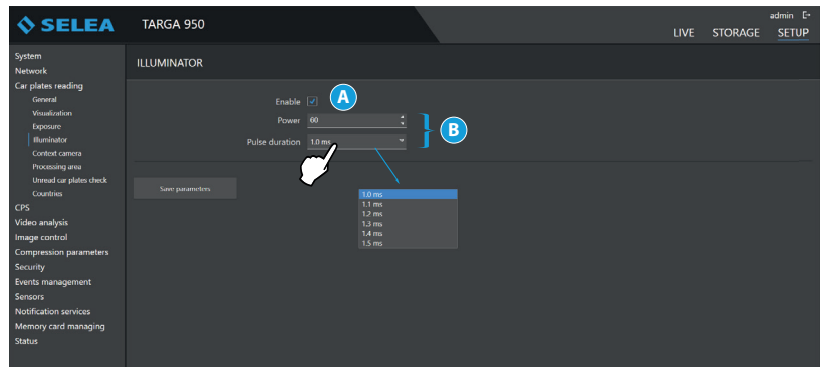 SELEA
TARGA 950
admin
LIVE STORAGE SETUP
System
Network
Car plates reading
General
Visualization
Exposure
Illuminator
Context camera
Processing area
Unread car plates check
Countries
CPS
Video analysis
Image control
Compression parameters
Security
Events management
Sensors
Notification services
Memory card managing
Status
ILLUMINATOR
Enable
A
Power 60
B
Pulse duration 1.0 ms
Save parameters
1.0 ms
1.1 ms
1.2 ms
1.3 ms
1.4 ms
1.5 ms